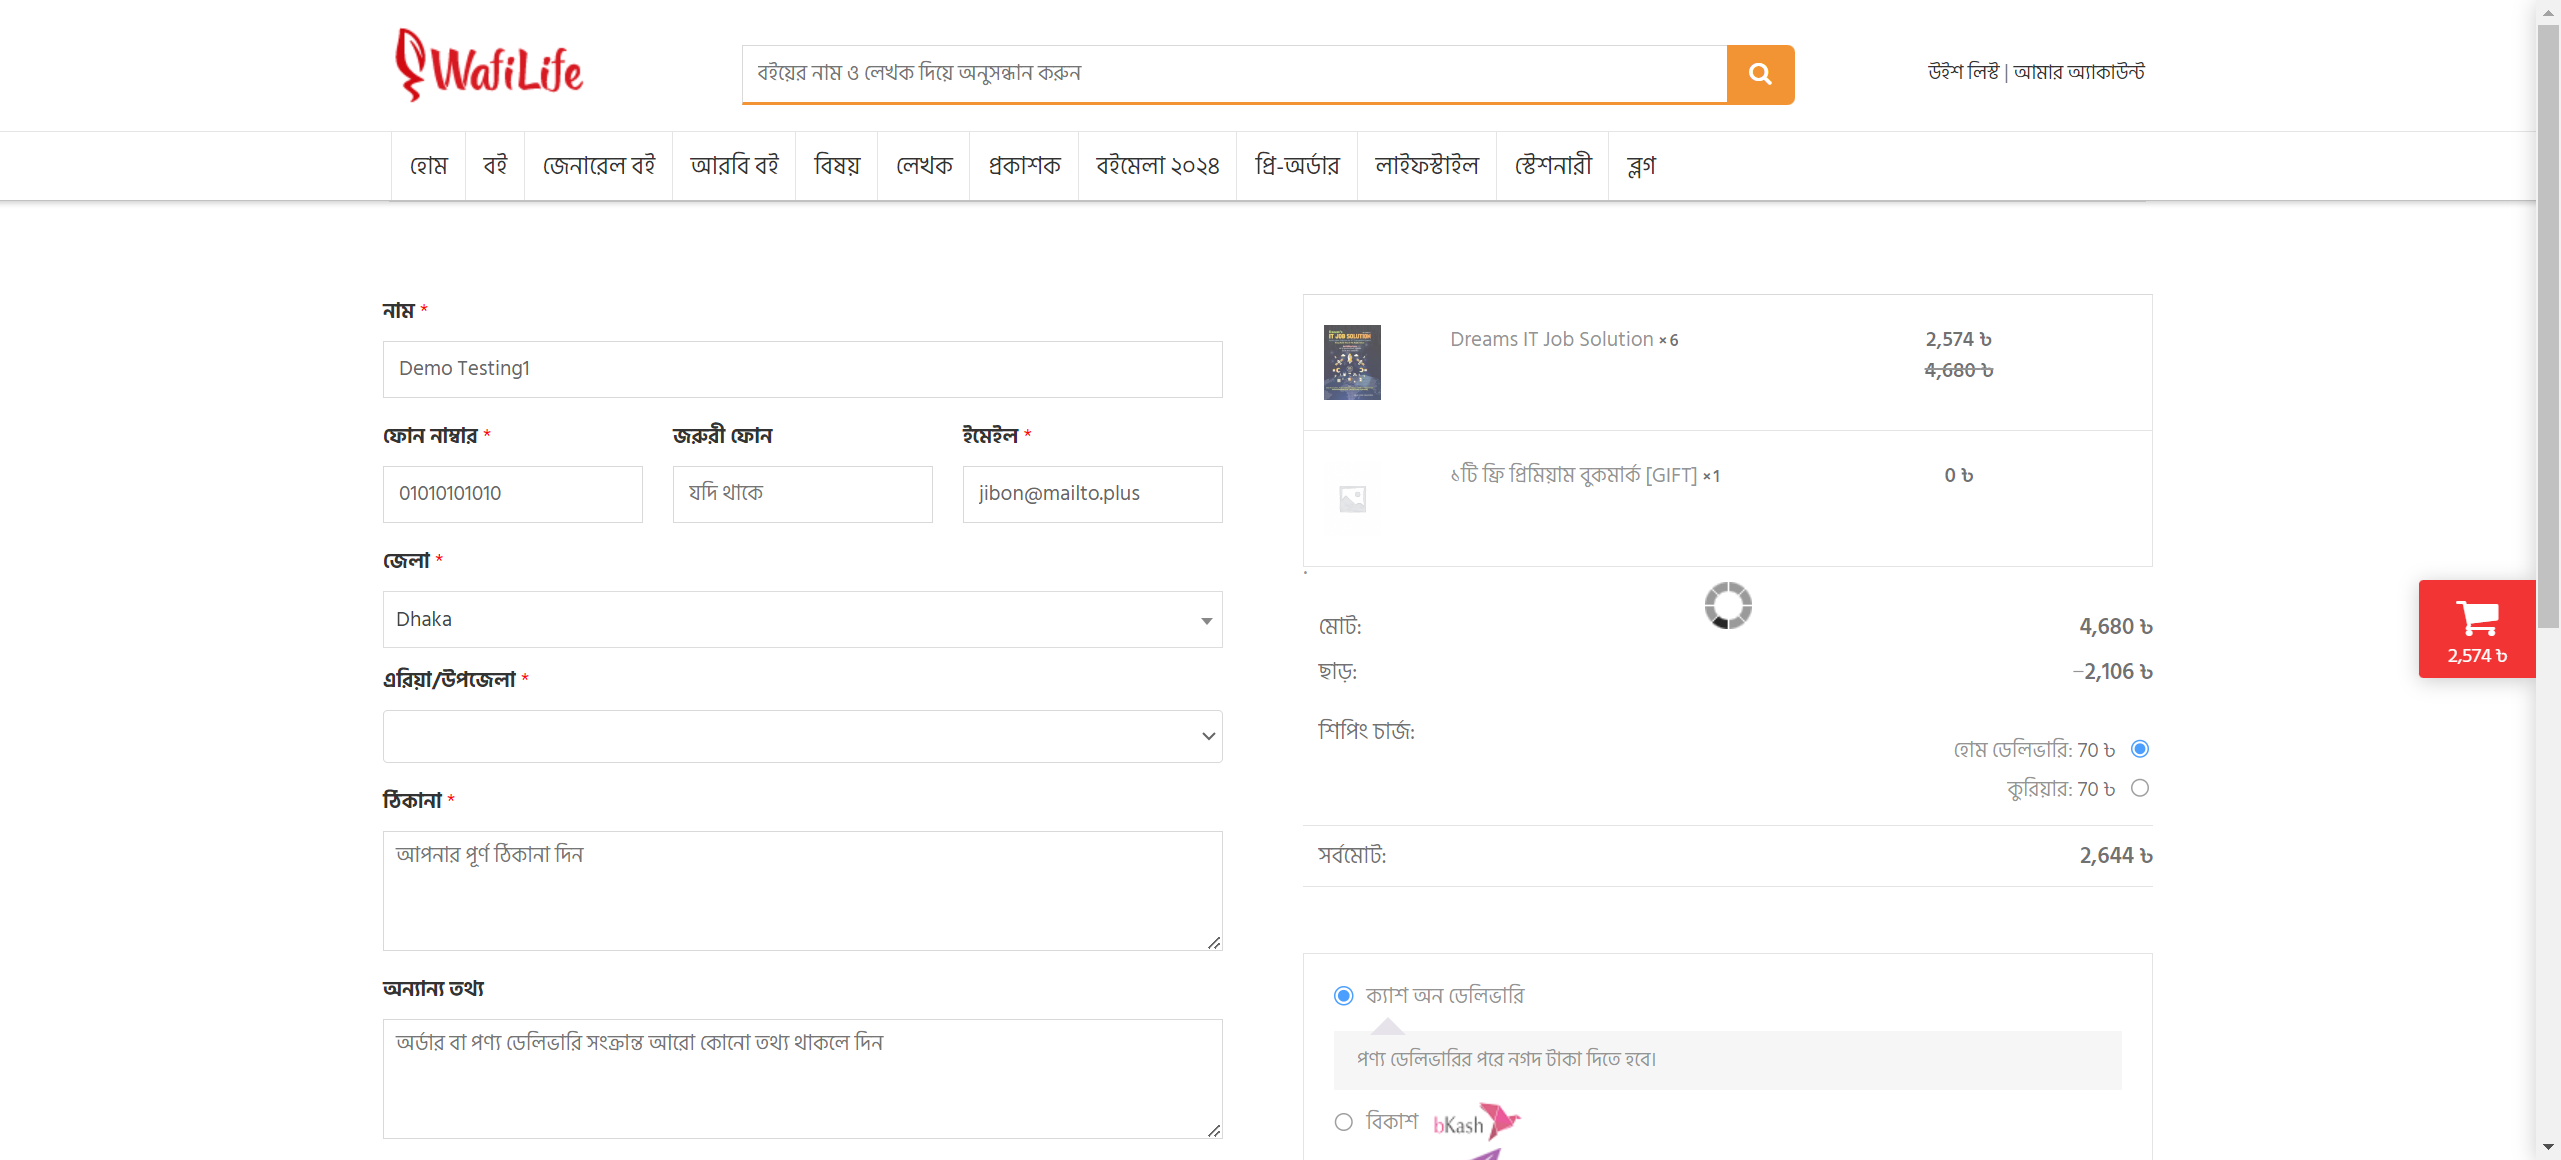 WafiLife
বইয়ের নাম ও লেখক দিয়ে অনুসন্ধান করুন
উইশ লিস্ট | আমার অ্যাকাউন্ট
হোম বই জেনারেল বই আরবি বই বিষয় লেখক প্রকাশক বইমেলা ২০২৪ প্রি-অর্ডার লাইফস্টাইল স্টেশনারী ব্লগ
নাম *
Demo Testing1
ফোন নাম্বার * জরুরী ফোন ইমেইল *
01010101010 যদি থাকে jibon@mailto.plus
জেলা *
Dhaka
এরিয়া/উপজেলা *
ঠিকানা *
আপনার পূর্ণ ঠিকানা দিন
অন্যান্য তথ্য
অর্ডার বা পণ্য ডেলিভারি সংক্রান্ত আরো কোনো তথ্য থাকলে দিন
IT JOB SOLUTION
Dreams IT Job Solution × 6 2,574 ৳
4,680 ৳
১টি ফ্রি প্রিমিয়াম বুকমার্ক [GIFT] × 1 0 ৳
মোট: 4,680 ৳
ছাড়: -2,106 ৳
শিপিং চার্জ:
হোম ডেলিভারি: 70 ৳
কুরিয়ার: 70 ৳
সর্বমোট: 2,644 ৳
ক্যাশ অন ডেলিভারি
পণ্য ডেলিভারির পরে নগদ টাকা দিতে হবে।
বিকাশ bKash
2,574 ৳